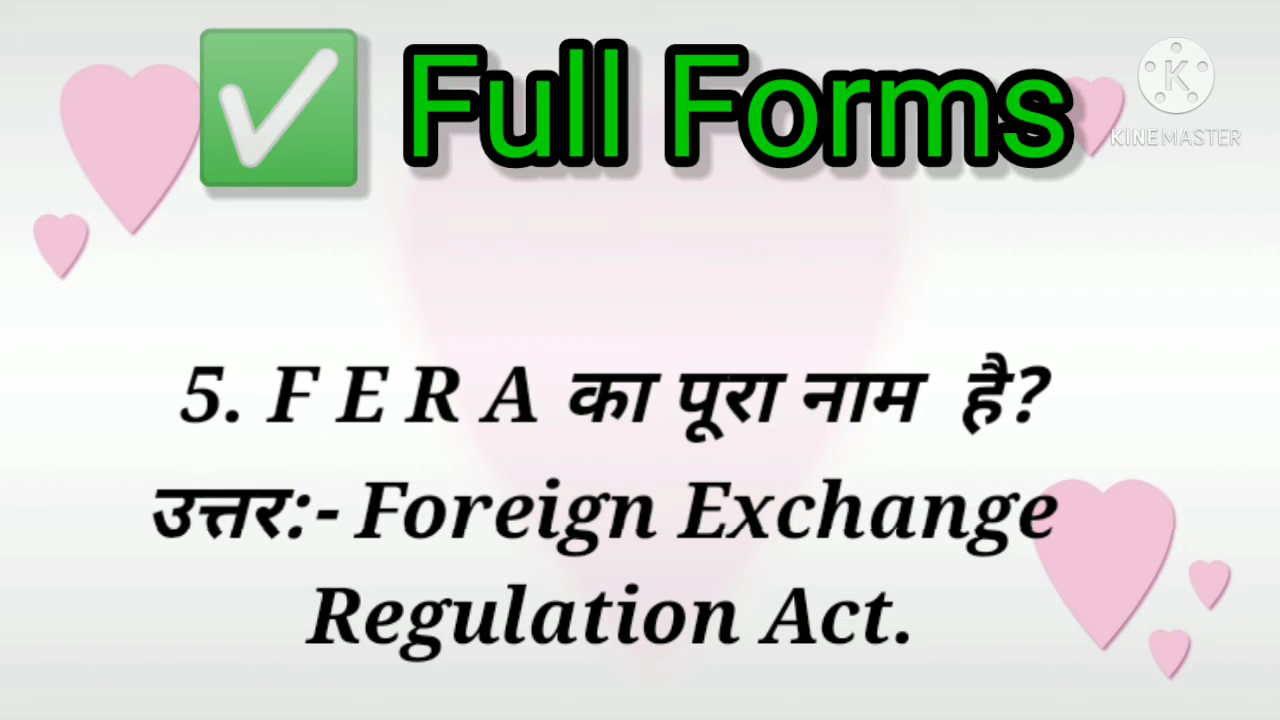 ✅ Full Forms
KINEMASTER
5. F E R A का पूरा नाम है?
उत्तर:- Foreign Exchange
Regulation Act.